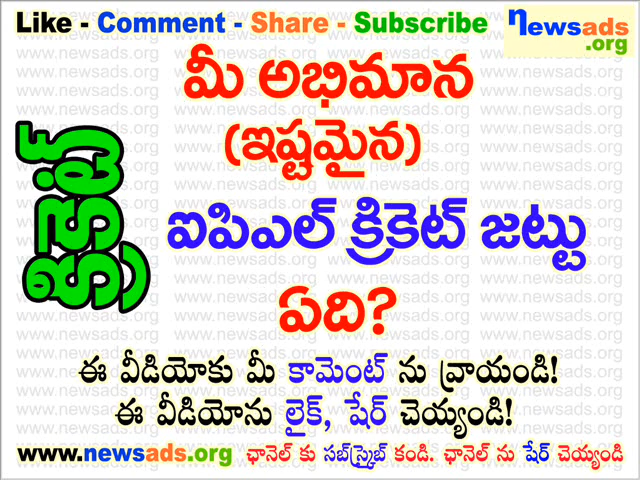 Like - Comment - Share - Subscribe
newsads
.org
మీ అభిమాన
(ఇష్టమైన)
క్రికెట్
ఐపిఎల్ క్రికెట్ జట్టు
ఏది?
ఈ వీడియోకు మీ కామెంట్ ను వ్రాయండి!
ఈ వీడియోను లైక్, షేర్ చెయ్యండి!
www.newsads.org ఛానెల్ కు సబ్‌స్క్రైబ్ కండి. ఛానెల్ ను షేర్ చెయ్యండి